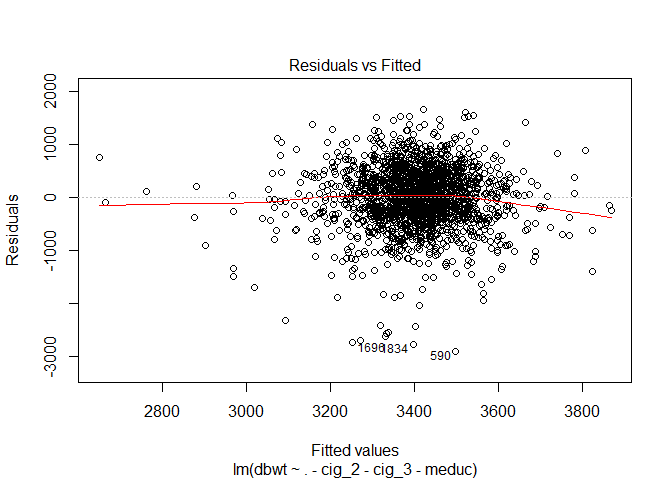 Residuals vs Fitted
Residuals
2000
1000
0
-1000
-3000
1696
1834
590
2800 3000 3200 3400 3600 3800
Fitted values
lm(dbwt ~ . - cig_2 - cig_3 - meduc)